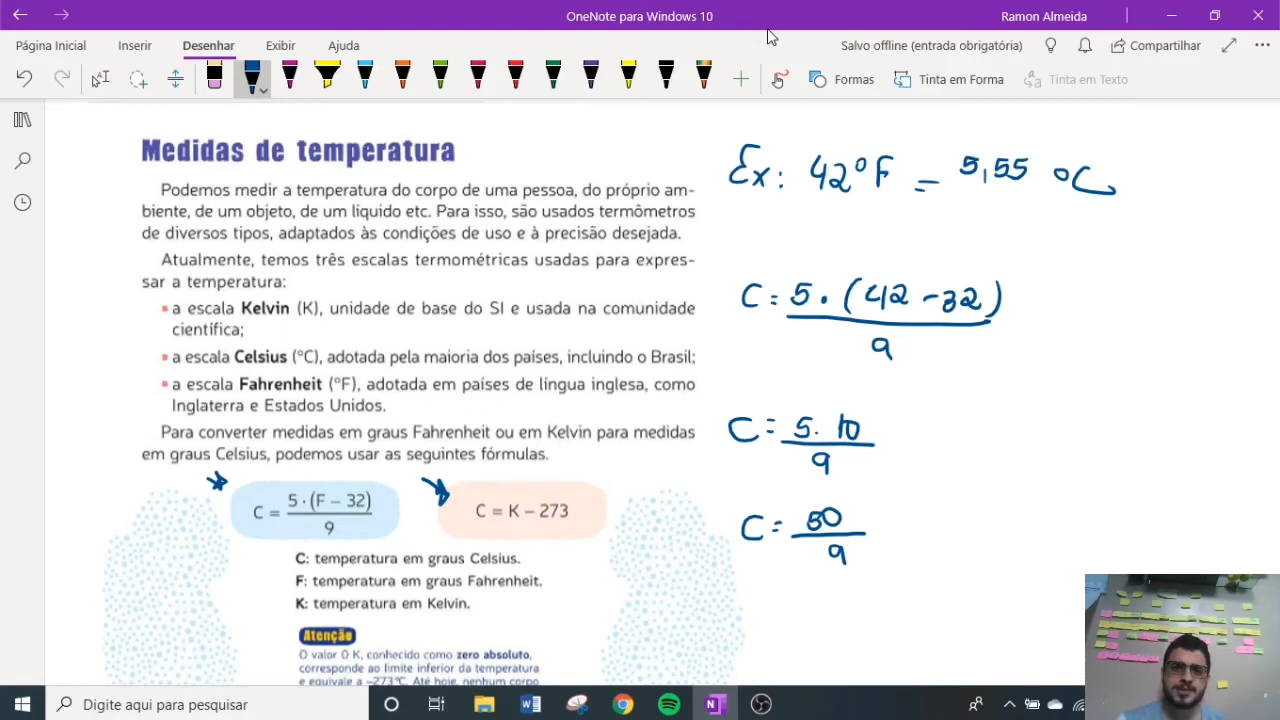 OneNote para Windows 10
Ramon Almeida
Página Inicial
Inserir
Desenhar
Exibir
Ajuda
Salvo offline (entrada obrigatória)
Compartilhar
Formas
Tinta em Forma
Tinta em Texto
Medidas de temperatura
Podemos medir a temperatura do corpo de uma pessoa, do próprio am-
biente, de um objeto, de um líquido etc. Para isso, são usados termômetros
de diversos tipos, adaptados às condições de uso e à precisão desejada.
Atualmente, temos três escalas termométricas usadas para expres-
sar a temperatura:
▪ a escala Kelvin (K), unidade de base do SI e usada na comunidade
científica;
▪ a escala Celsius (°C), adotada pela maioria dos países, incluindo o Brasil;
▪ a escala Fahrenheit (°F), adotada em países de língua inglesa, como
Inglaterra e Estados Unidos.
Para converter medidas em graus Fahrenheit ou em Kelvin para medidas
em graus Celsius, podemos usar as seguintes fórmulas.
C = 5 · (F − 32) / 9
C = K − 273
C: temperatura em graus Celsius.
F: temperatura em graus Fahrenheit.
K: temperatura em Kelvin.
Atenção
O valor 0 K, conhecido como zero absoluto,
corresponde ao limite inferior da temperatura
e equivale a −273 °C. Até hoje, nenhum corpo
Ex: 42°F = 5,55 °C
C = 5 · (42 − 32) / 9
C = 5 · 10 / 9
C = 50 / 9
Digite aqui para pesquisar